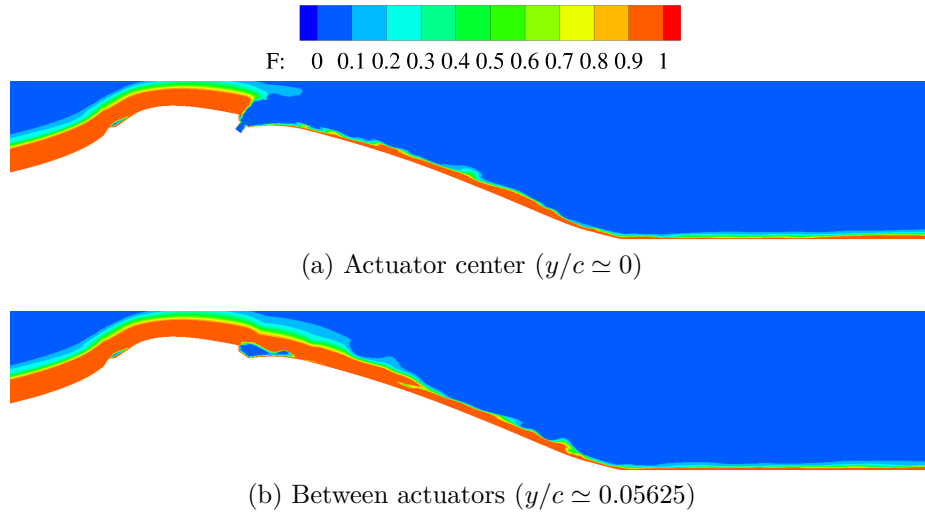 F: 0 0.1 0.2 0.3 0.4 0.5 0.6 0.7 0.8 0.9 1
(a) Actuator center (y/c ≃ 0)
(b) Between actuators (y/c ≃ 0.05625)